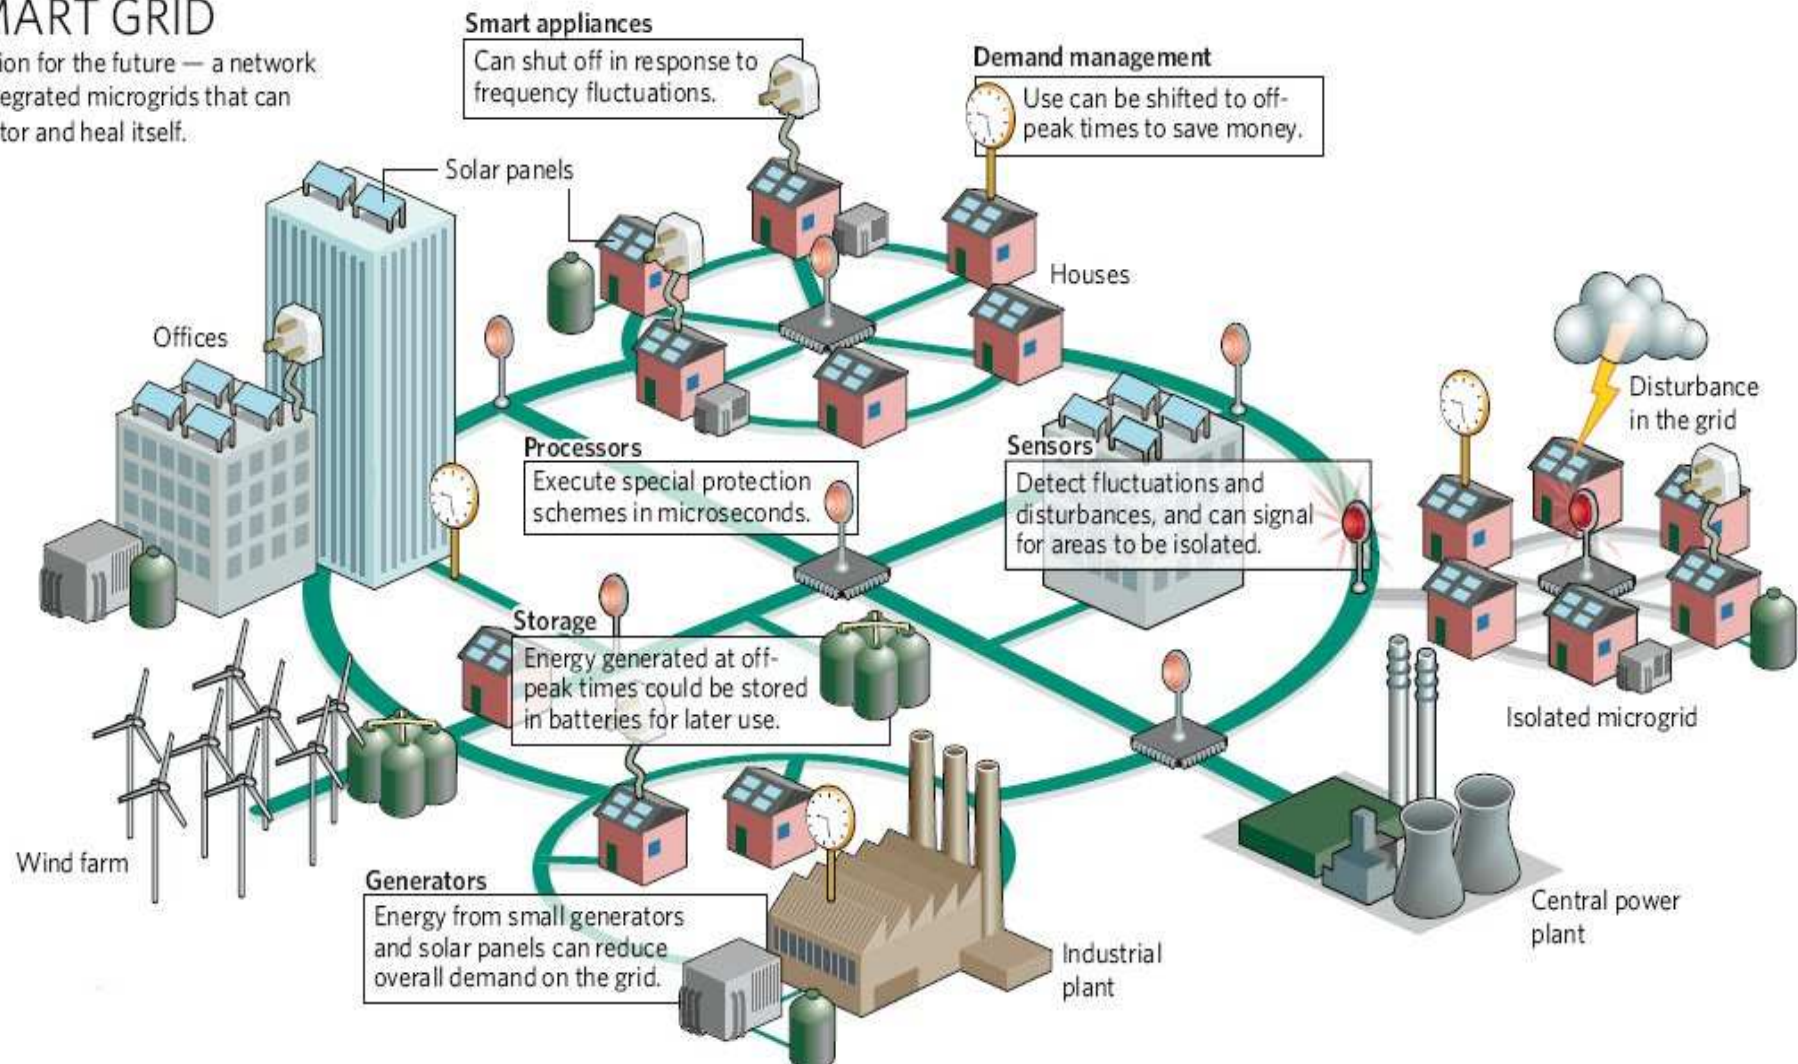 MART GRID
ion for the future — a network
tegrated microgrids that can
tor and heal itself.
Smart appliances
Can shut off in response to
frequency fluctuations.
Demand management
Use can be shifted to off-
peak times to save money.
Solar panels
Houses
Offices
Disturbance
in the grid
Processors
Execute special protection
schemes in microseconds.
Sensors
Detect fluctuations and
disturbances, and can signal
for areas to be isolated.
Storage
Energy generated at off-
peak times could be stored
in batteries for later use.
Isolated microgrid
Wind farm
Generators
Energy from small generators
and solar panels can reduce
overall demand on the grid.
Central power
plant
Industrial
plant